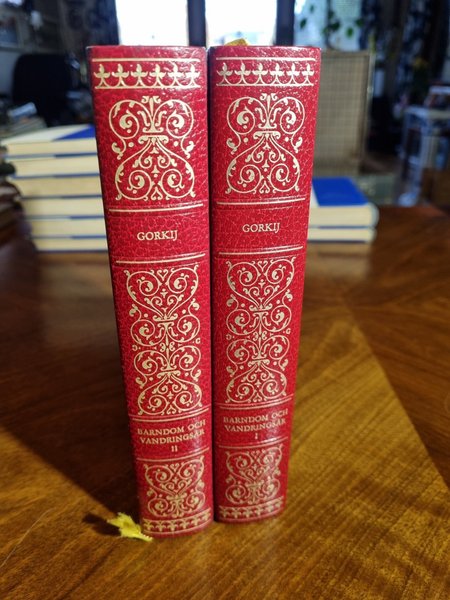 GORKIJ
BARNDOM OCH
VANDRINGSÅR
II
GORKIJ
BARNDOM OCH
VANDRINGSÅR
I